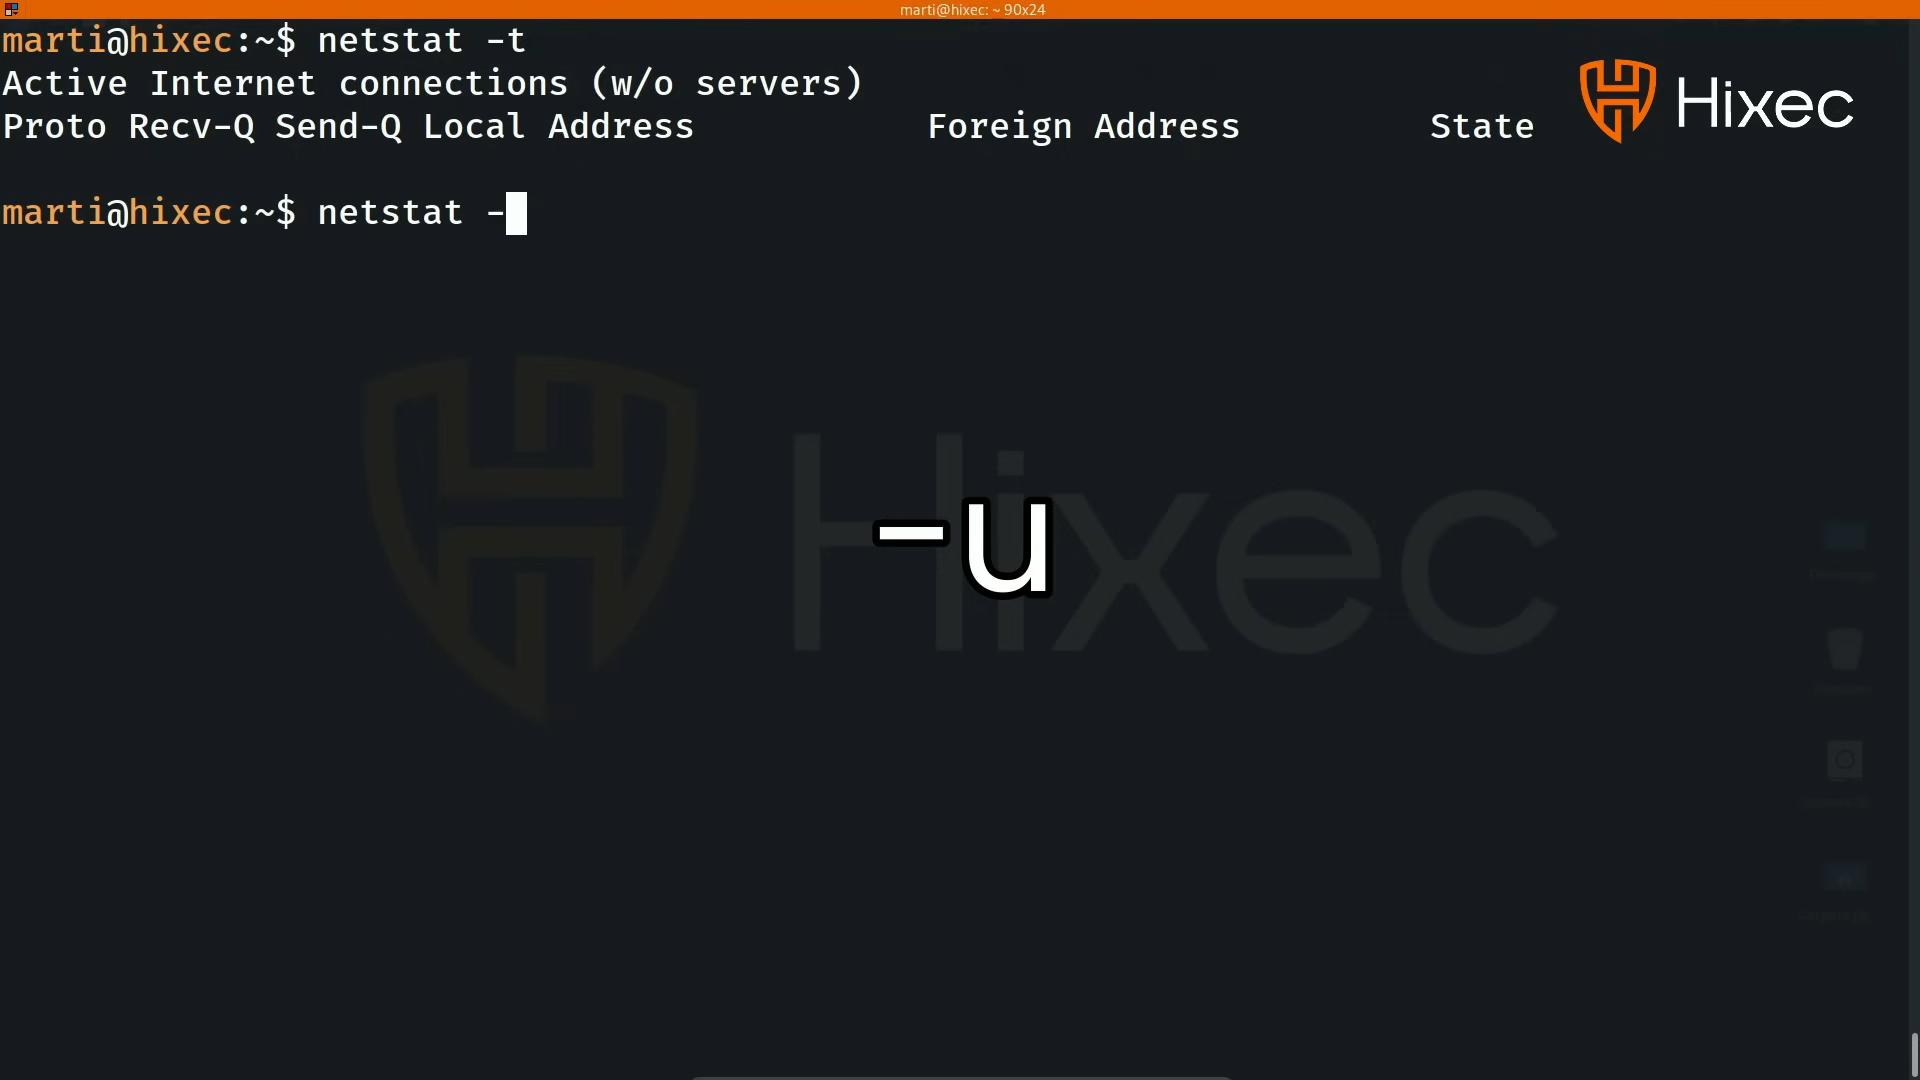 marti@hixec: ~ 90x24
marti@hixec:~$ netstat -t
Active Internet connections (w/o servers)
Proto Recv-Q Send-Q Local Address           Foreign Address         State
Hixec
marti@hixec:~$ netstat -
Hixec
-u